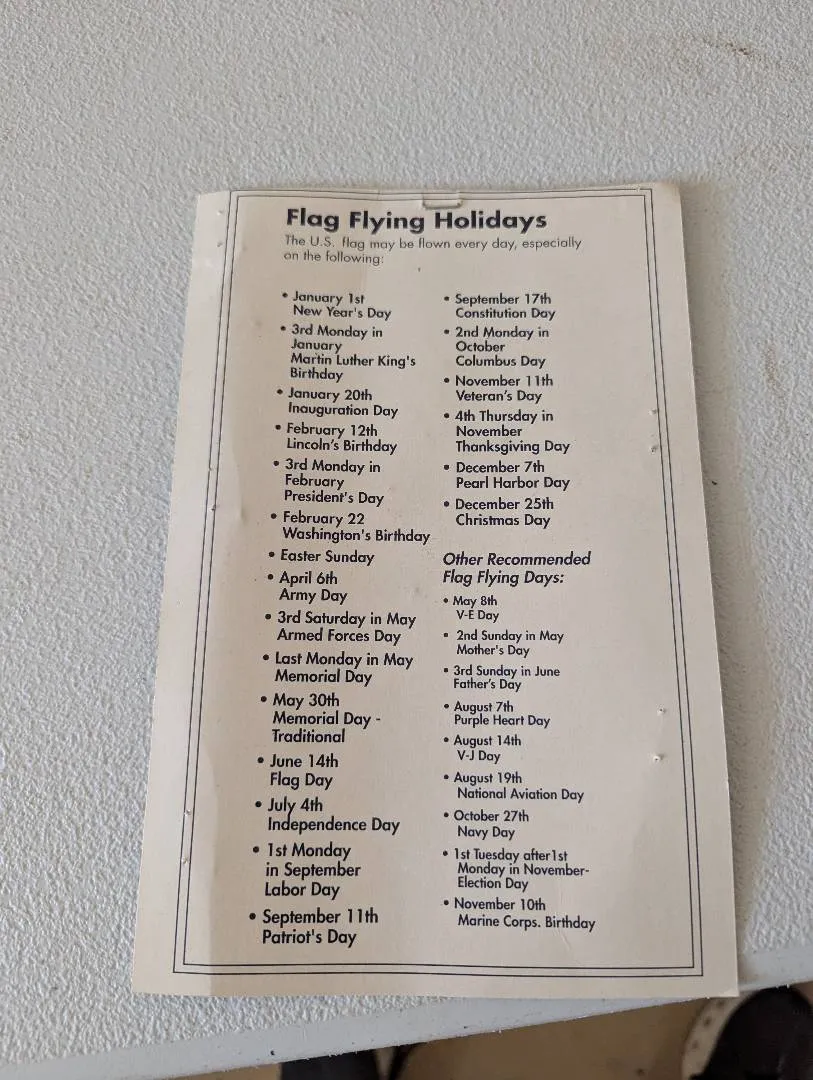 Flag Flying Holidays
The U.S. flag may be flown every day, especially
on the following:
• January 1st
New Year's Day
• 3rd Monday in
January
Martin Luther King's
Birthday
• January 20th
Inauguration Day
• February 12th
Lincoln's Birthday
• 3rd Monday in
February
President's Day
• February 22
Washington's Birthday
• Easter Sunday
• April 6th
Army Day
• 3rd Saturday in May
Armed Forces Day
• Last Monday in May
Memorial Day
• May 30th
Memorial Day -
Traditional
• June 14th
Flag Day
• July 4th
Independence Day
• 1st Monday
in September
Labor Day
• September 11th
Patriot's Day
• September 17th
Constitution Day
• 2nd Monday in
October
Columbus Day
• November 11th
Veteran's Day
• 4th Thursday in
November
Thanksgiving Day
• December 7th
Pearl Harbor Day
• December 25th
Christmas Day
Other Recommended
Flag Flying Days:
• May 8th
V-E Day
• 2nd Sunday in May
Mother's Day
• 3rd Sunday in June
Father's Day
• August 7th
Purple Heart Day
• August 14th
V-J Day
• August 19th
National Aviation Day
• October 27th
Navy Day
• 1st Tuesday after1st
Monday in November-
Election Day
• November 10th
Marine Corps. Birthday